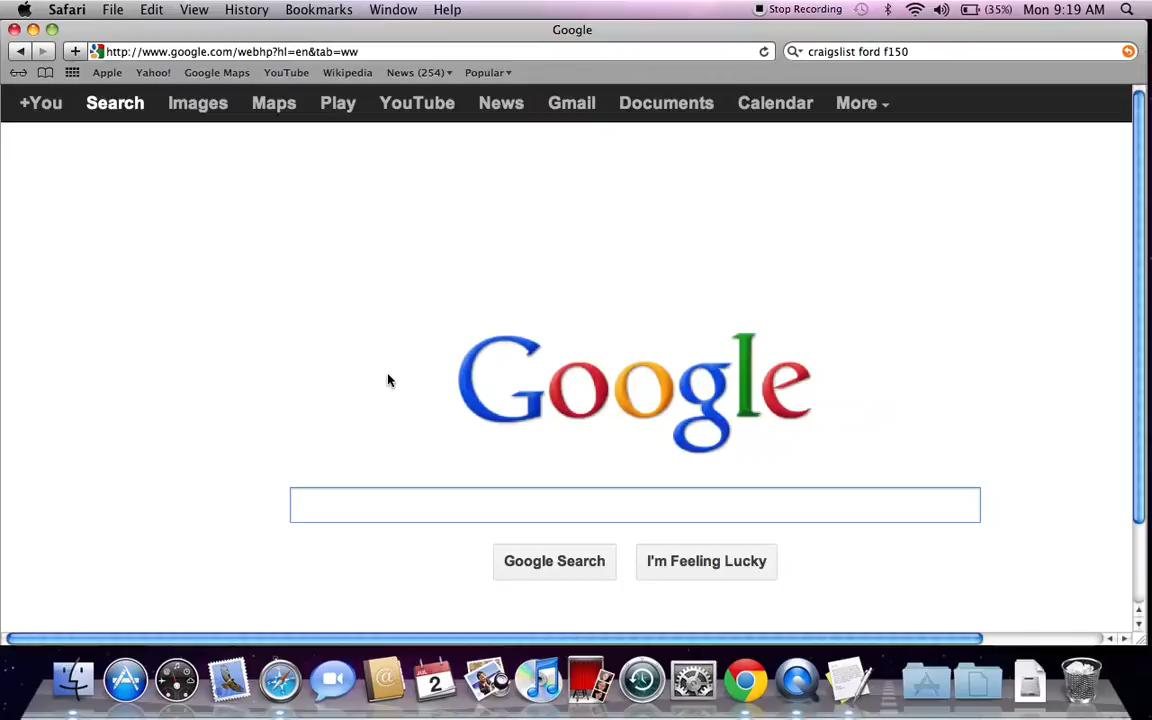 Safari File Edit View History Bookmarks Window Help Stop Recording (35%) Mon 9:19 AM
Google
http://www.google.com/webhp?hl=en&tab=ww craigslist ford f150
Apple Yahoo! Google Maps YouTube Wikipedia News (254) Popular
+You Search Images Maps Play YouTube News Gmail Documents Calendar More
Google
Google Search I'm Feeling Lucky
JUL
2